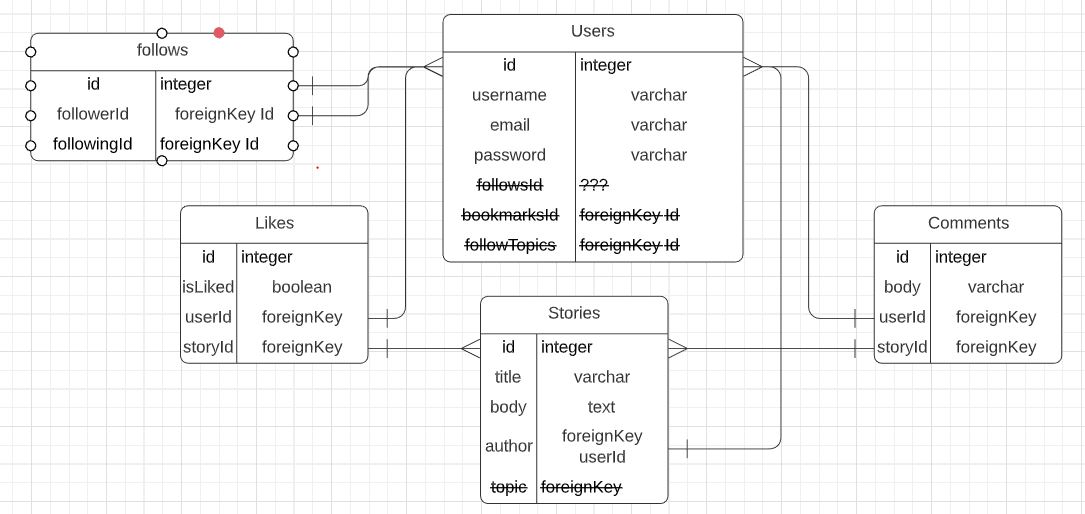 follows
id integer
followerId foreignKey Id
followingId foreignKey Id
Users
id integer
username varchar
email varchar
password varchar
followsId ???
bookmarksId foreignKey Id
followTopics foreignKey Id
Likes
id integer
isLiked boolean
userId foreignKey
storyId foreignKey
Stories
id integer
title varchar
body text
author foreignKey
userId
topic foreignKey
Comments
id integer
body varchar
userId foreignKey
storyId foreignKey